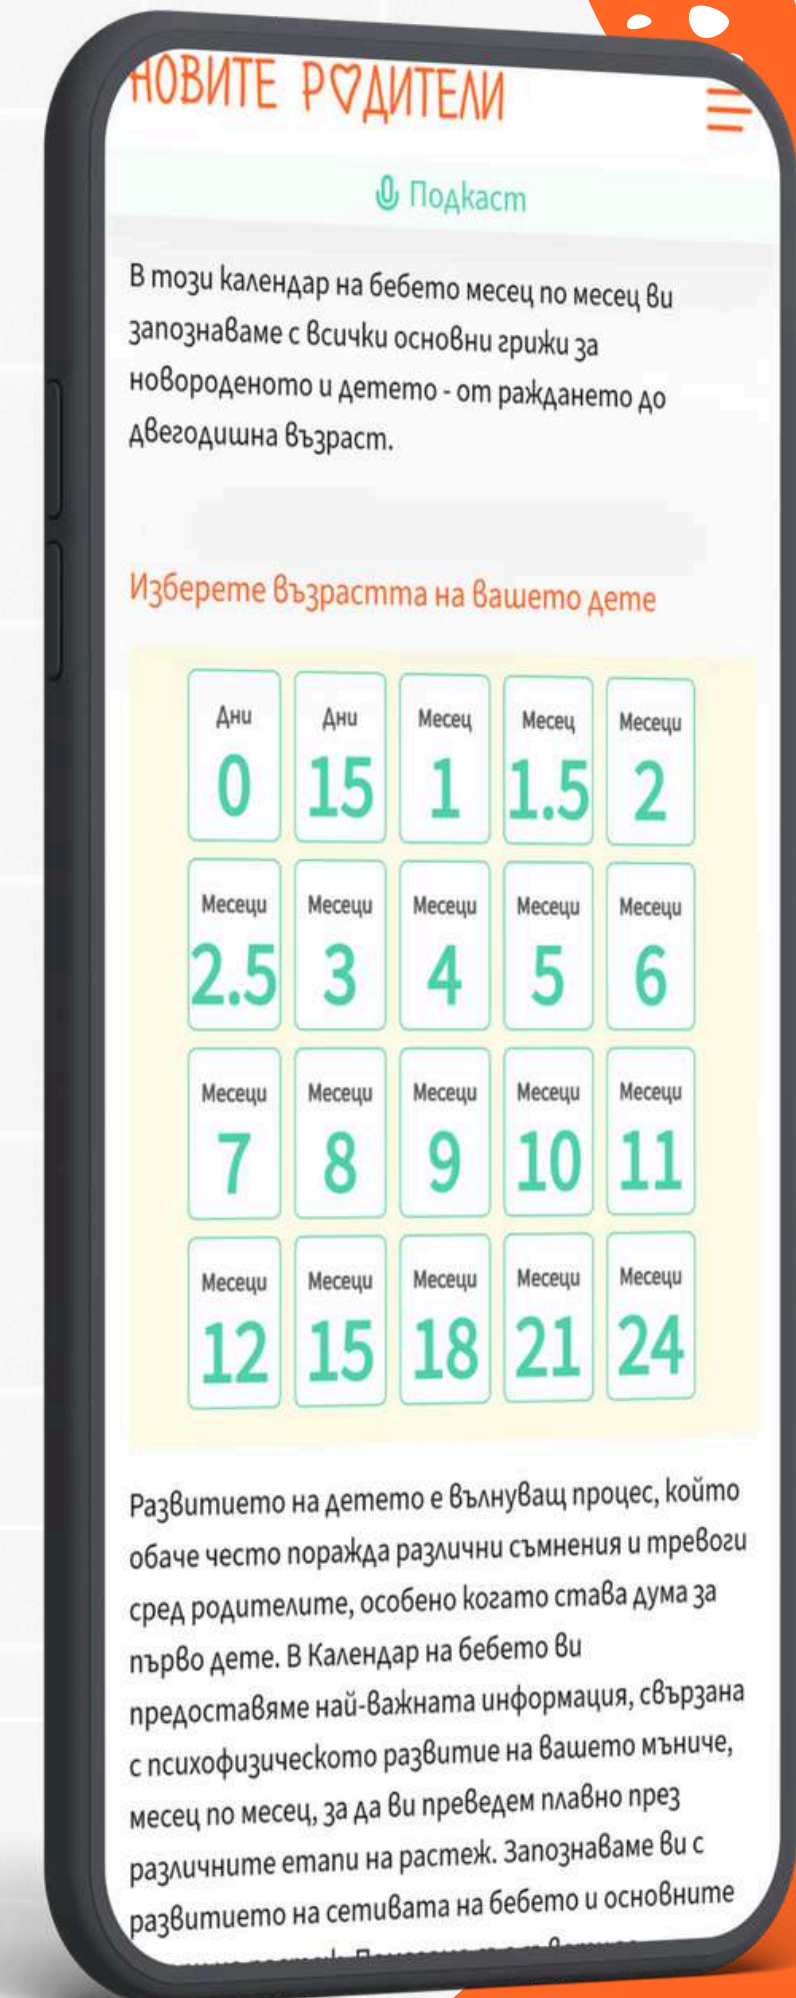 НОВИТЕ РОДИТЕЛИ
Подкаст
В този календар на бебето месец по месец ви
запознаваме с всички основни грижи за
новороденото и детето - от раждането до
двегодишна възраст.
Изберете възрастта на вашето дете
Дни Дни Месец Месец Месеци
0 15 1 1.5 2
Месеци Месеци Месеци Месеци Месеци
2.5 3 4 5 6
Месеци Месеци Месеци Месеци Месеци
7 8 9 10 11
Месеци Месеци Месеци Месеци Месеци
12 15 18 21 24
Развитието на детето е вълнуващ процес, който
обаче често поражда различни съмнения и тревоги
сред родителите, особено когато става дума за
първо дете. В Календар на бебето ви
предоставяме най-важната информация, свързана
с психофизическото развитие на вашето мъниче,
месец по месец, за да ви преведем плавно през
различните етапи на растеж. Запознаваме ви с
развитието на сетивата на бебето и основните